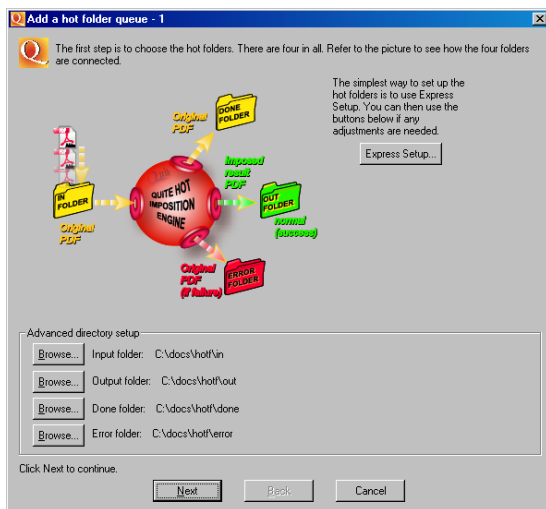 Add a hot folder queue - 1
The first step is to choose the hot folders. There are four in all. Refer to the picture to see how the four folders
are connected.
The simplest way to set up the
hot folders is to use Express
Setup. You can then use the
buttons below if any
adjustments are needed.
Express Setup...
Original
PDF
DONE
FOLDER
IN
FOLDER
Original
PDF
QUITE HOT
IMPOSITION
ENGINE
Imposed
result
PDF
OUT
FOLDER
normal
(success)
Original
PDF
(if failure)
ERROR
FOLDER
Advanced directory setup
Browse... Input folder: C:\docs\hotf\in
Browse... Output folder: C:\docs\hotf\out
Browse... Done folder: C:\docs\hotf\done
Browse... Error folder: C:\docs\hotf\error
Click Next to continue.
Next Back Cancel